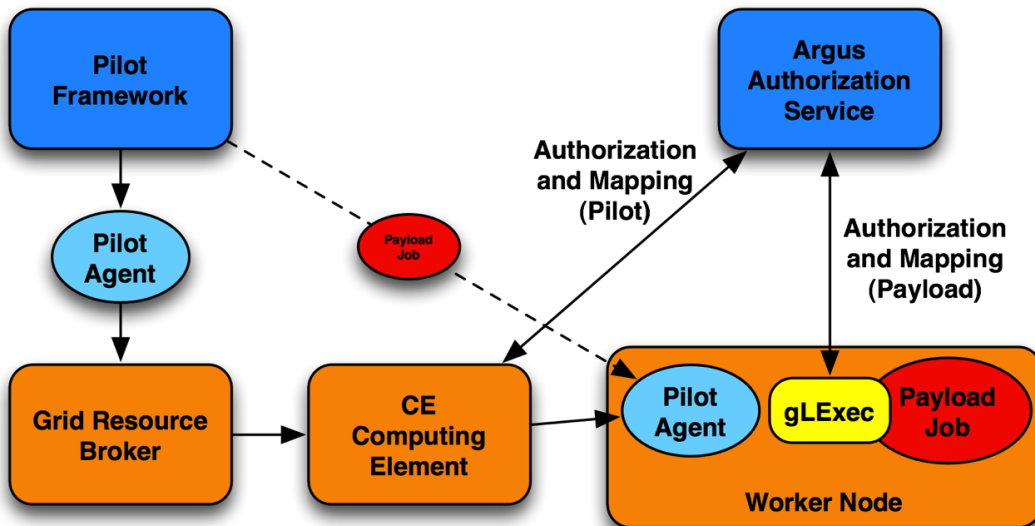 Pilot
Framework
Argus
Authorization
Service
Authorization
and Mapping
(Pilot)
Pilot
Agent
Payload
Job
Authorization
and Mapping
(Payload)
Grid Resource
Broker
CE
Computing
Element
Pilot
Agent
gLExec
Payload
Job
Worker Node